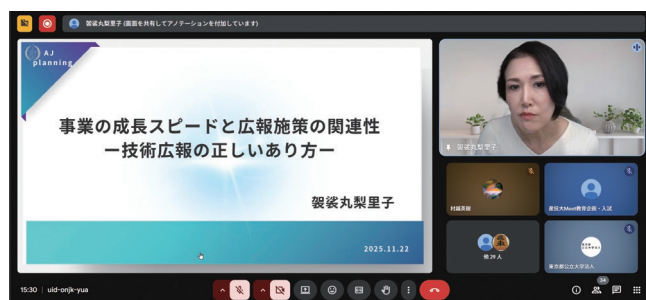 袈裟丸梨里子 (画面を共有してアノテーションを付加しています)
AJ
planning
事業の成長スピードと広報施策の関連性
ー技術広報の正しいあり方ー
袈裟丸梨里子
2025.11.22
袈裟丸梨里子
村越英樹
産技大Meet教育企画・入試
他 29 人
東京都公立大学法人
15:30
uid-onjk-yua
34